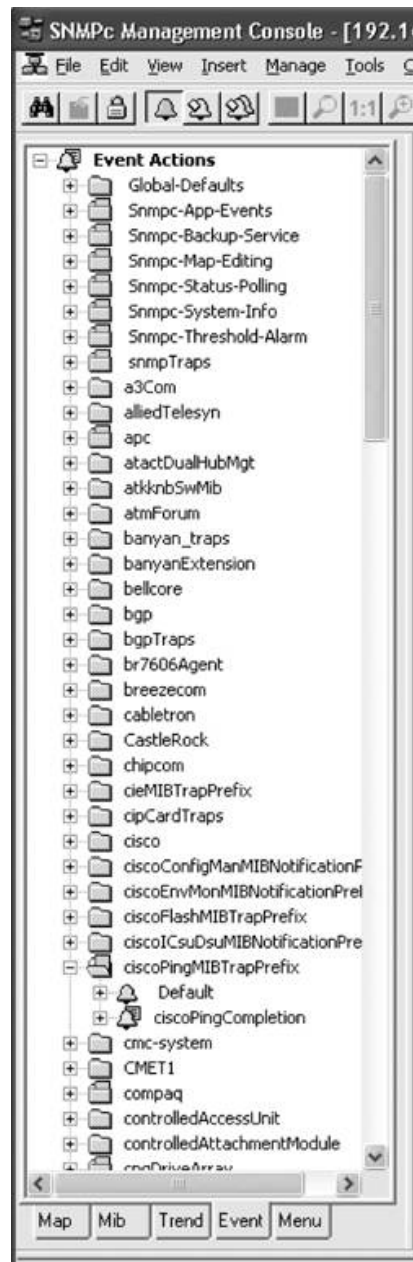 SNMPc Management Console - [192.1
File Edit View Insert Manage Tools
1:1
Event Actions
Global-Defaults
Snmpc-App-Events
Snmpc-Backup-Service
Snmpc-Map-Editing
Snmpc-Status-Polling
Snmpc-System-Info
Snmpc-Threshold-Alarm
snmpTraps
a3Com
alliedTelesyn
apc
atactDualHubMgt
atkknbSwMib
atmForum
banyan_traps
banyanExtension
bellcore
bgp
bgpTraps
br7606Agent
breezecom
cabletron
CastleRock
chipcom
cieMIBTrapPrefix
cipCardTraps
cisco
ciscoConfigManMIBNotificationP
ciscoEnvMonMIBNotificationPref
ciscoFlashMIBTrapPrefix
ciscoICsuDsuMIBNotificationPre
ciscoPingMIBTrapPrefix
Default
ciscoPingCompletion
cmc-system
CMET1
compaq
controlledAccessUnit
controlledAttachmentModule
cpqDriveArray
Map Mib Trend Event Menu